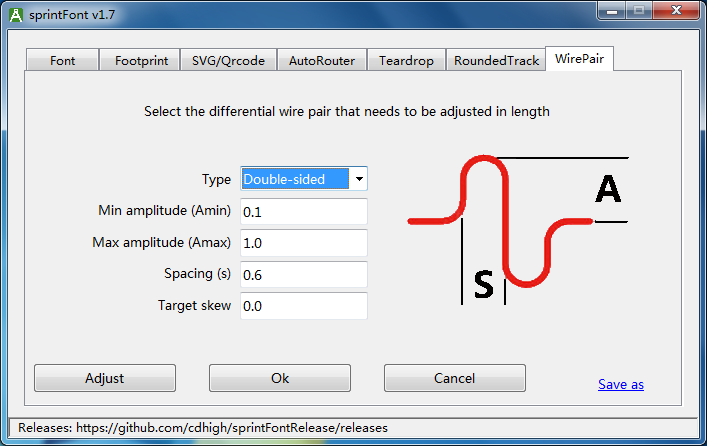 sprintFont v1.7
Font Footprint SVG/Qrcode AutoRouter Teardrop RoundedTrack WirePair
Select the differential wire pair that needs to be adjusted in length
Type Double-sided
Min amplitude (Amin) 0.1
Max amplitude (Amax) 1.0
Spacing (s) 0.6
Target skew 0.0
A
S
Adjust Ok Cancel Save as
Releases: https://github.com/cdhigh/sprintFontRelease/releases